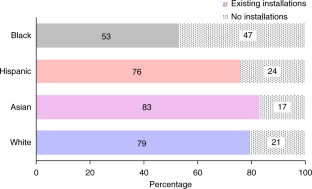 Existing installations
No installations
Black 53 47
Hispanic 76 24
Asian 83 17
White 79 21
0 20 40 60 80 100
Percentage